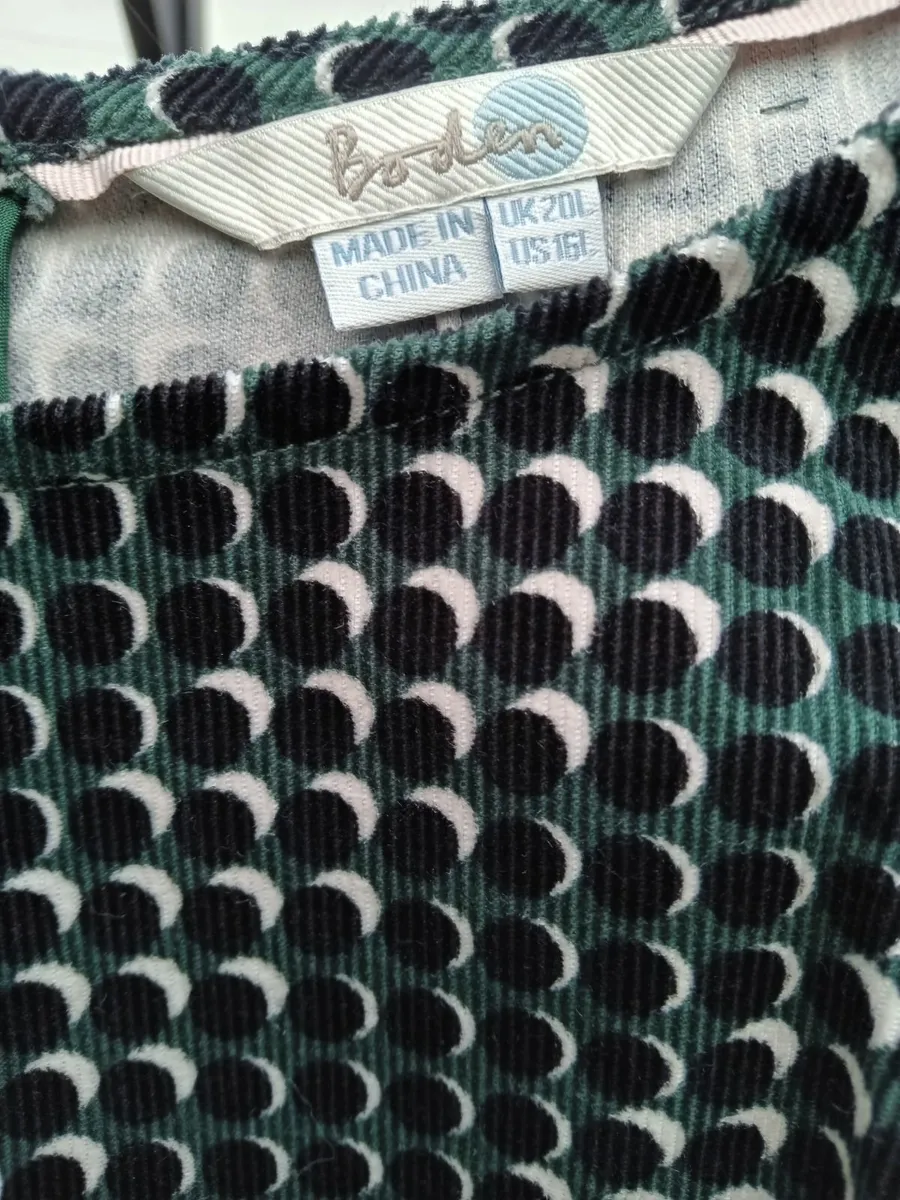 Boden
MADE IN
CHINA
UK 20L
US 16L